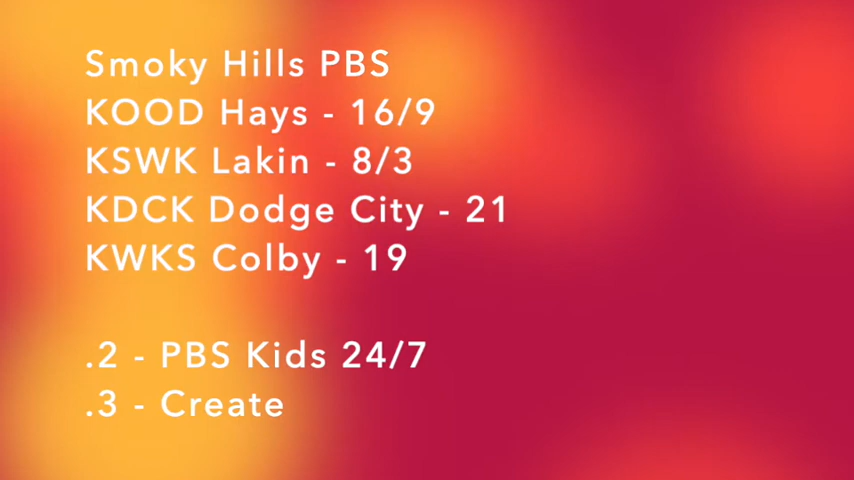 Smoky Hills PBS
KOOD Hays - 16/9
KSWK Lakin - 8/3
KDCK Dodge City - 21
KWKS Colby - 19
.2 - PBS Kids 24/7
.3 - Create